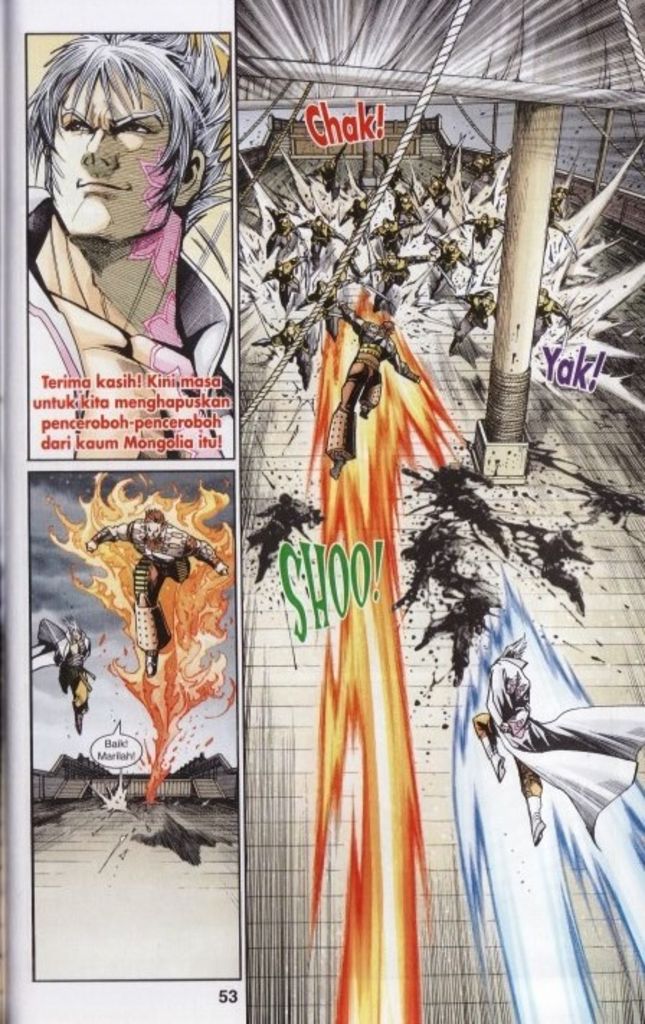 Terima kasih! Kini masa
untuk kita menghapuskan
penceroboh-penceroboh
dari kaum Mongolia itu!
Baik!
Marilah!
Chak!
Yak!
SHOO!
53